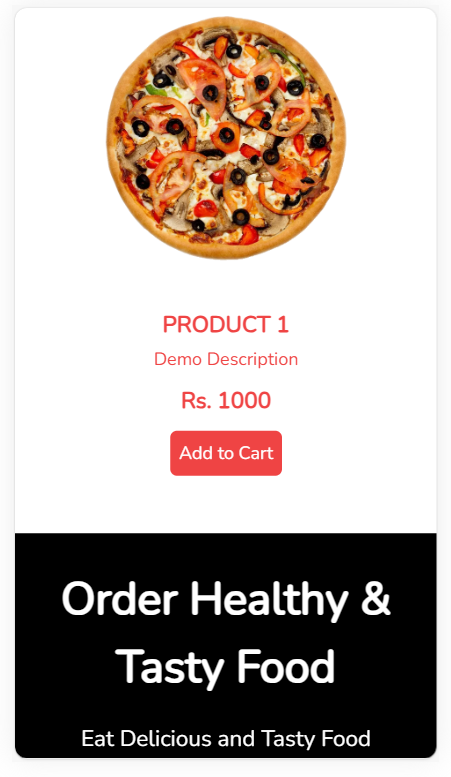 PRODUCT 1
Demo Description
Rs. 1000
Add to Cart
Order Healthy &
Tasty Food
Eat Delicious and Tasty Food